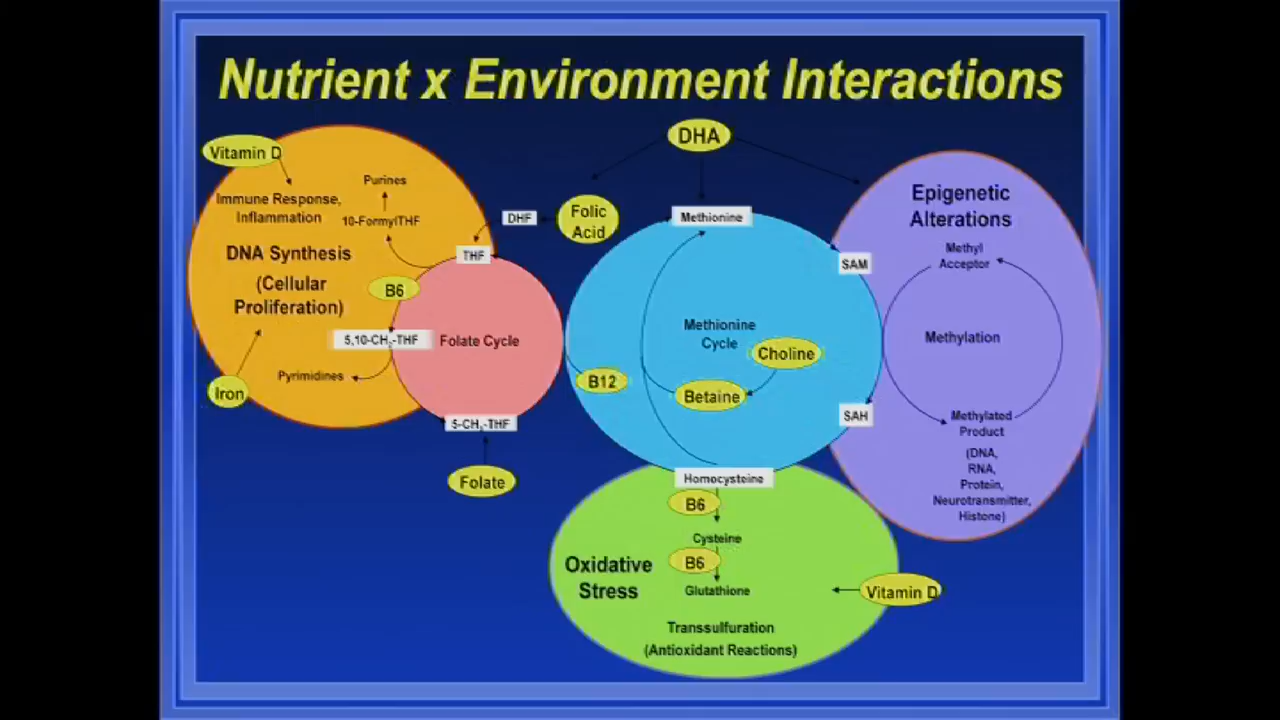 Nutrient x Environment Interactions
DHA
Vitamin D
Purines
Immune Response,
Inflammation
10-FormylTHF
DHF
Folic
Acid
Methionine
Epigenetic
Alterations
DNA Synthesis
(Cellular
Proliferation)
THF
SAM
Methyl
Acceptor
B6
5,10-CH2-THF
Folate Cycle
Methionine
Cycle
Choline
Methylation
Pyrimidines
Iron
B12
Betaine
SAH
Methylated
Product
(DNA,
RNA,
Protein,
Neurotransmitter,
Histone)
5-CH3-THF
Folate
Homocysteine
B6
Cysteine
B6
Oxidative
Stress
Glutathione
Vitamin D
Transsulfuration
(Antioxidant Reactions)